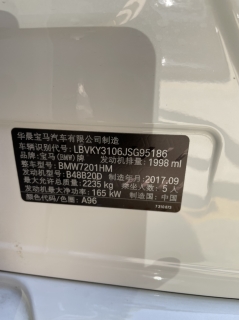 华晨宝马汽车有限公司制造
车辆识别代号: LBVKY3106JSG95186
品牌: 宝马(BMW)牌 发动机排量: 1998 ml
整车型号: BMW7201HM
发动机型号: B48B20D 制造年月: 2017.09
最大允许总质量: 2235 kg 乘坐人数: 5 人
发动机最大净功率: 165 kW 制造国: 中国
颜色代码/色漆: A96